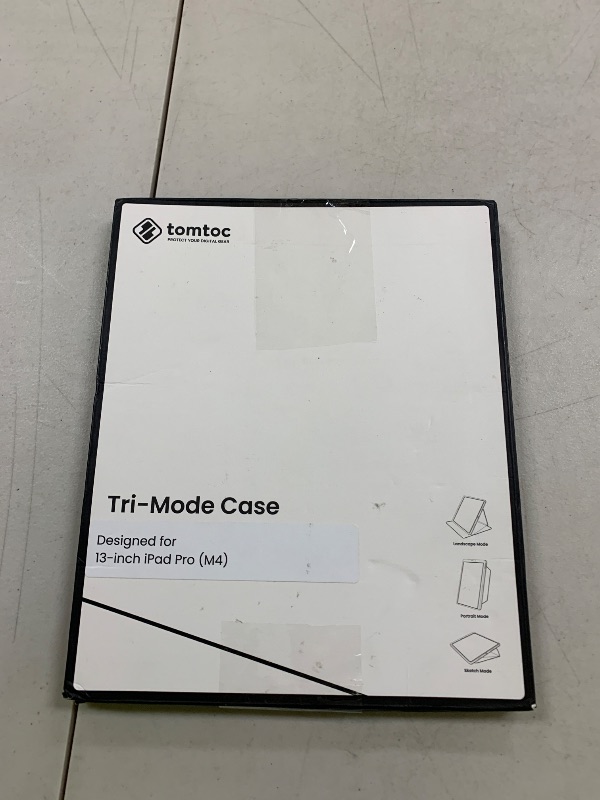 tomtoc
PROTECT YOUR DIGITAL GEAR
Tri-Mode Case
Designed for
13-inch iPad Pro (M4)
Landscape Mode
Portrait Mode
Sketch Mode